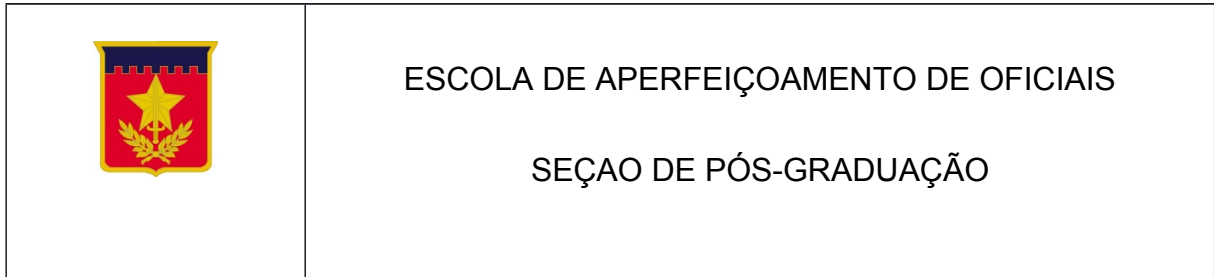 ESCOLA DE APERFEIÇOAMENTO DE OFICIAIS
SEÇAO DE PÓS-GRADUAÇÃO